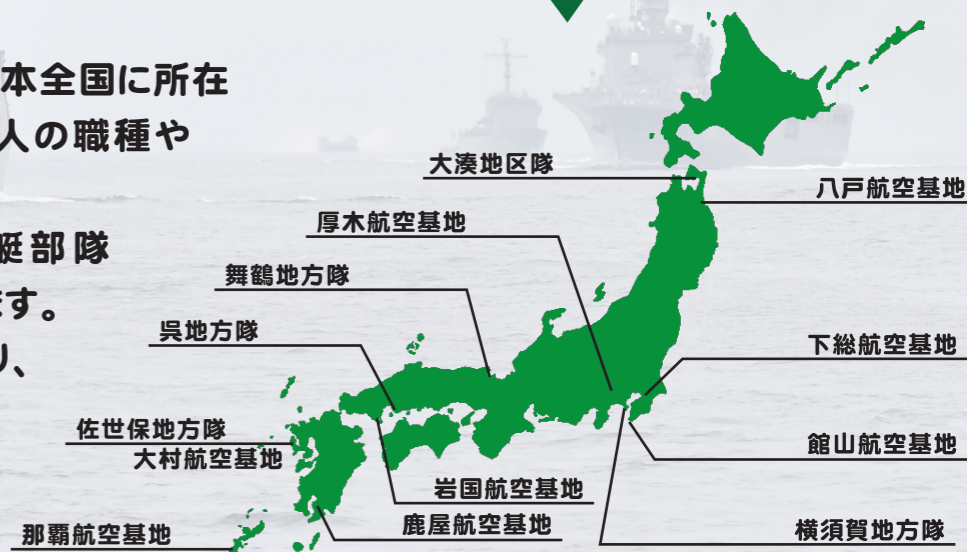 本全国に所在
人の職種や
艇部隊
ます。
り、
大湊地区隊
八戸航空基地
厚木航空基地
舞鶴地方隊
呉地方隊
下総航空基地
佐世保地方隊
大村航空基地
館山航空基地
岩国航空基地
鹿屋航空基地
那覇航空基地
横須賀地方隊